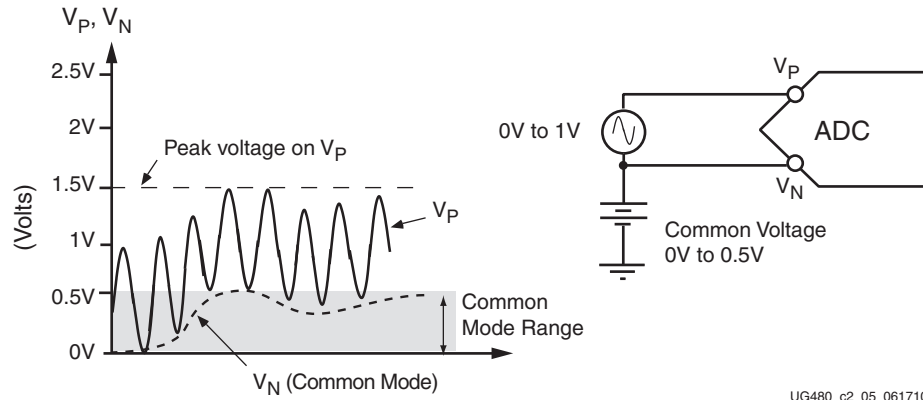 V_P, V_N
2.5V
2V
1.5V
1V
0.5V
0V
(Volts)
Peak voltage on V_P
V_P
Common
Mode Range
V_N (Common Mode)
0V to 1V
V_P
ADC
V_N
Common Voltage
0V to 0.5V
UG480_c2_05_061710